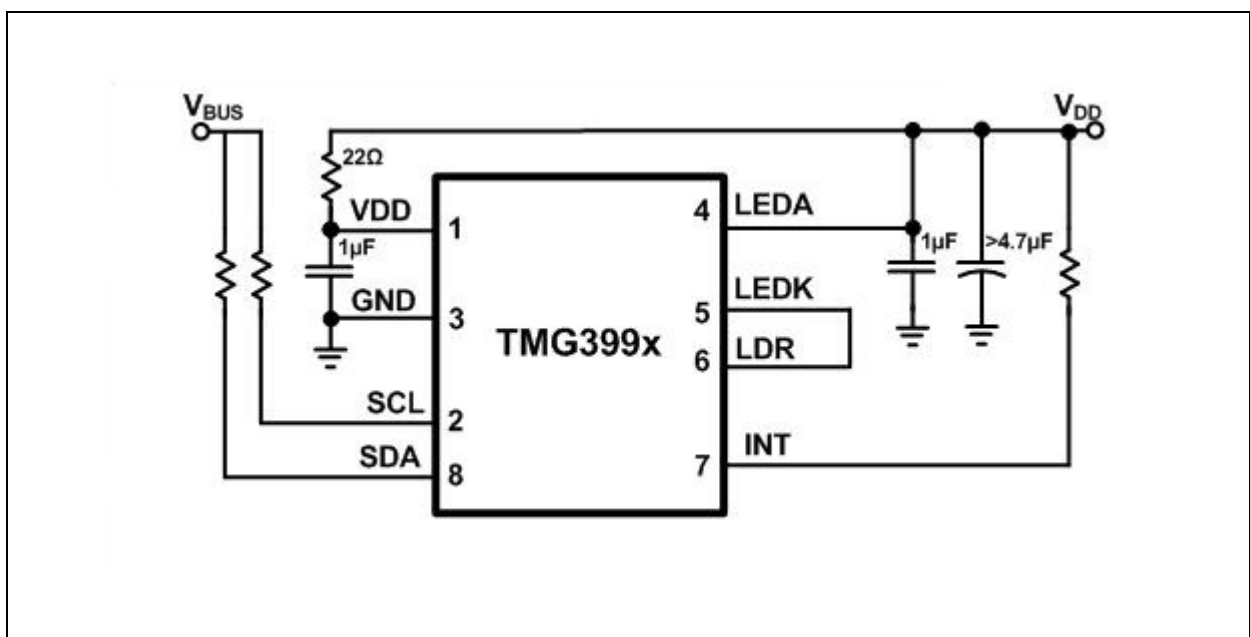 VBUS
VDD
22Ω
VDD
1
4
LEDA
1µF
1µF
>4.7µF
GND
3
LEDK
5
TMG399x
6
LDR
SCL
2
SDA
8
7
INT